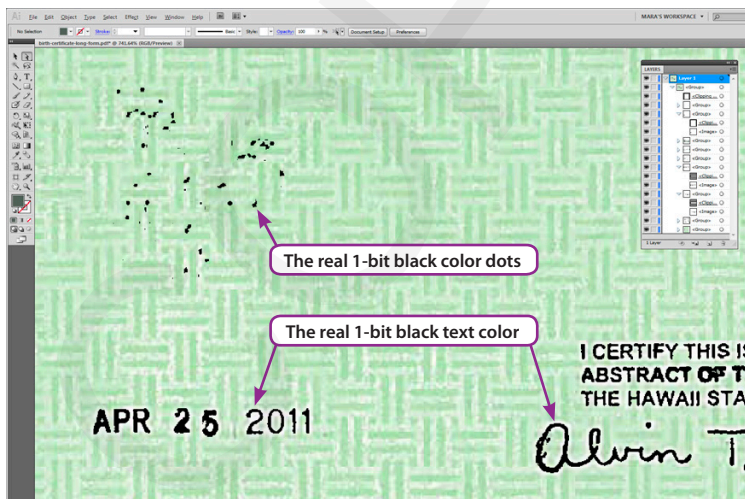 Ai File Edit Object Type Select Effect View Window Help Br
MARA'S WORKSPACE
No Selection Stroke: Basic Style: Opacity: 100 % Document Setup Preferences
birth-certificate-long-form.pdf* @ 741.64% (RGB/Preview)
LAYERS
Layer 1
<Group>
<Clipping...
<Group>
<Group>
<Clippi...
<Image>
<Group>
<Group>
<Group>
<Group>
<Clippi...
<Image>
<Group>
<Clippi...
<Image>
<Group>
<Group>
1 Layer
The real 1-bit black color dots
The real 1-bit black text color
I CERTIFY THIS IS
ABSTRACT OF T
THE HAWAII STA
APR 25 2011
Alvin T.